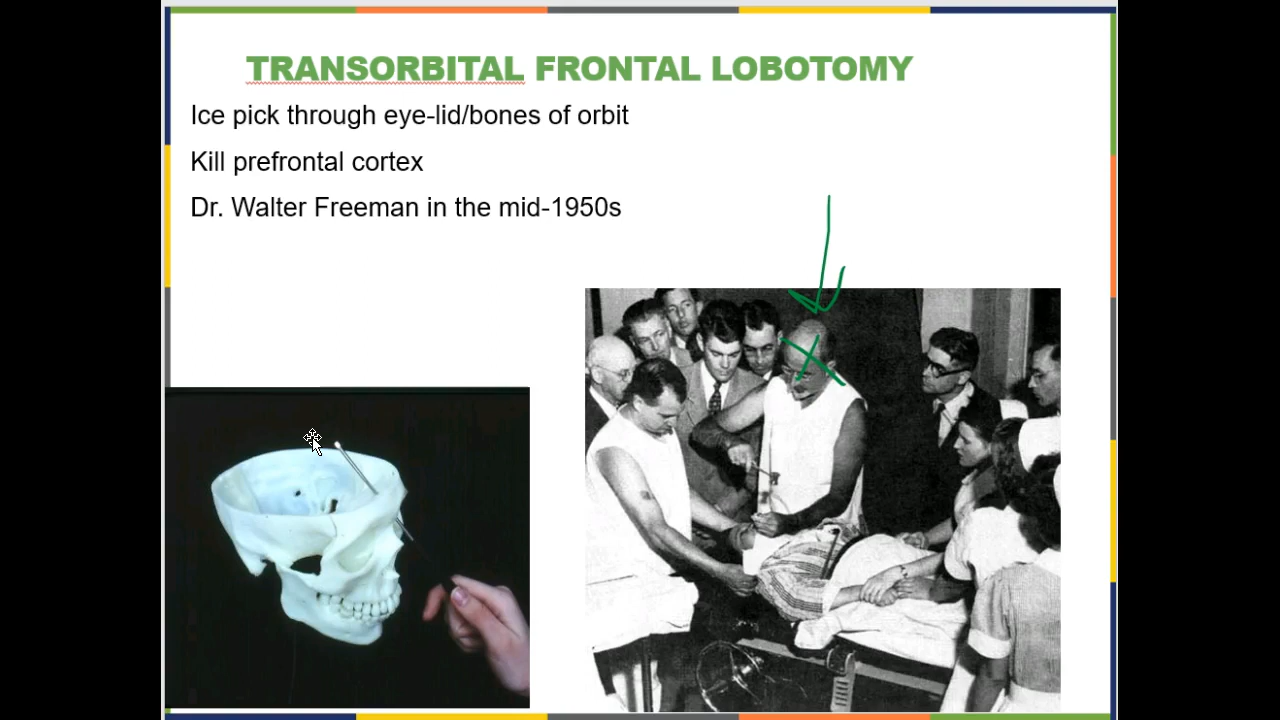 TRANSORBITAL FRONTAL LOBOTOMY
Ice pick through eye-lid/bones of orbit
Kill prefrontal cortex
Dr. Walter Freeman in the mid-1950s